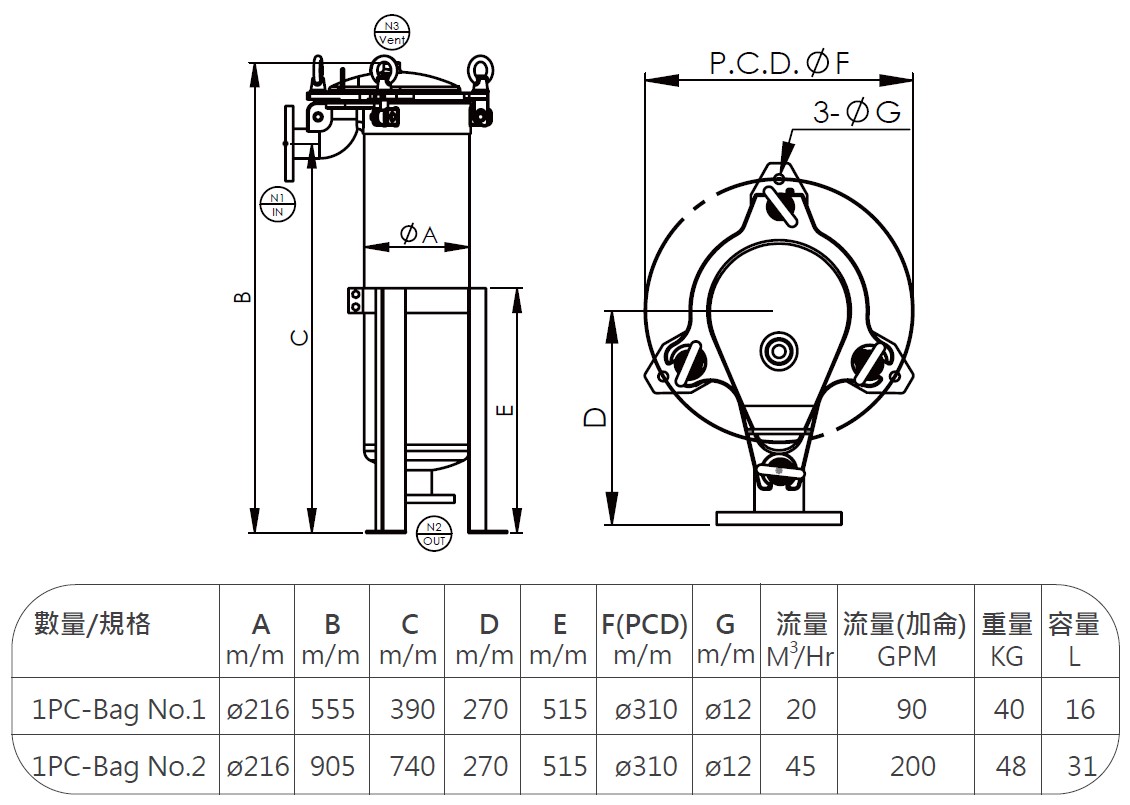 N3
Vent
P.C.D. ØF
3-ØG
N1
IN
ØA
B
C
E
D
N2
OUT
數量/規格 A B C D E F(PCD) G 流量 流量(加侖) 重量 容量
m/m m/m m/m m/m m/m m/m m/m M³/Hr GPM KG L
1PC-Bag No.1 ø216 555 390 270 515 ø310 ø12 20 90 40 16
1PC-Bag No.2 ø216 905 740 270 515 ø310 ø12 45 200 48 31